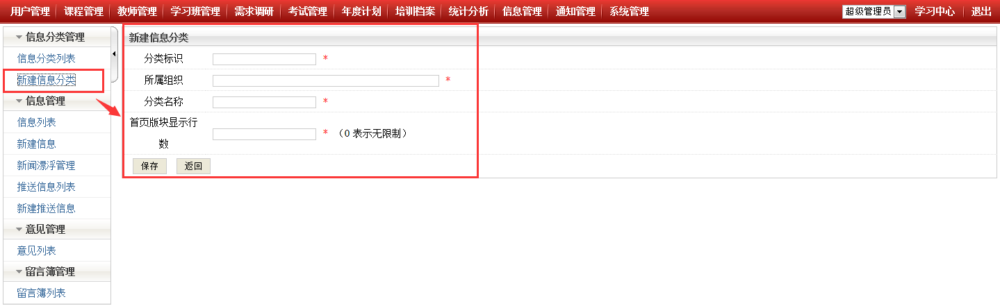 用户管理 课程管理 教师管理 学习班管理 需求调研 考试管理 年度计划 培训档案 统计分析 信息管理 通知管理 系统管理 超级管理员 学习中心 退出
信息分类管理
信息分类列表
新建信息分类
信息管理
信息列表
新建信息
新闻漂浮管理
推送信息列表
新建推送信息
意见管理
意见列表
留言簿管理
留言簿列表
新建信息分类
分类标识 *
所属组织 *
分类名称 *
首页版块显示行
数 * （0 表示无限制）
保存 返回